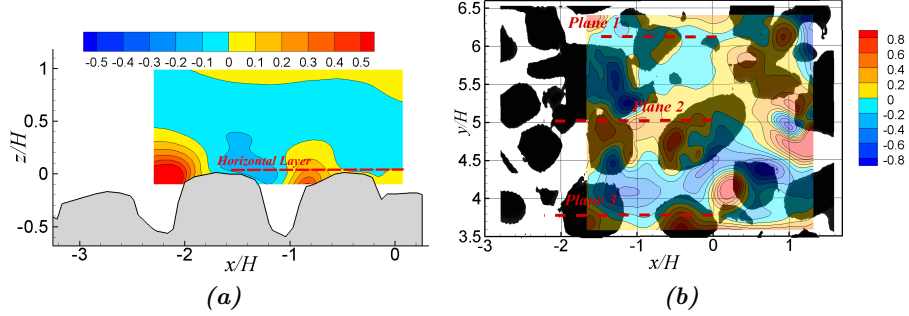 (a)
-0.5 -0.4 -0.3 -0.2 -0.1 0 0.1 0.2 0.3 0.4 0.5
1
0.5
0
-0.5
z/H
Horizontal Layer
-3 -2 -1 0
x/H
(a)
(b)
6.5
6
5.5
5
4.5
4
3.5
y/H
Plane 1
Plane 2
Plane 3
-3 -2 -1 0 1
x/H
0.8
0.6
0.4
0.2
0
-0.2
-0.4
-0.6
-0.8
(b)